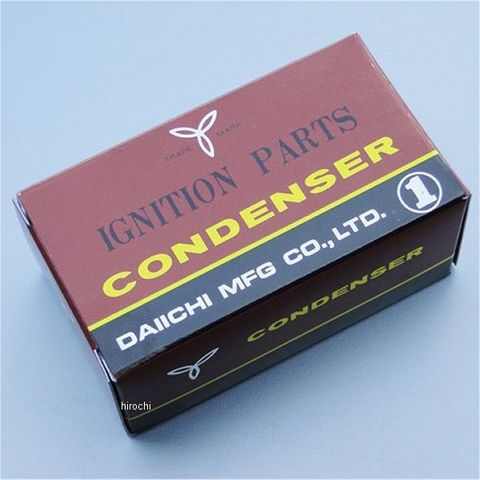 TRADE MARK
IGNITION PARTS
CONDENSER
DAIICHI MFG CO., LTD. 1
CONDENSER
hirochi